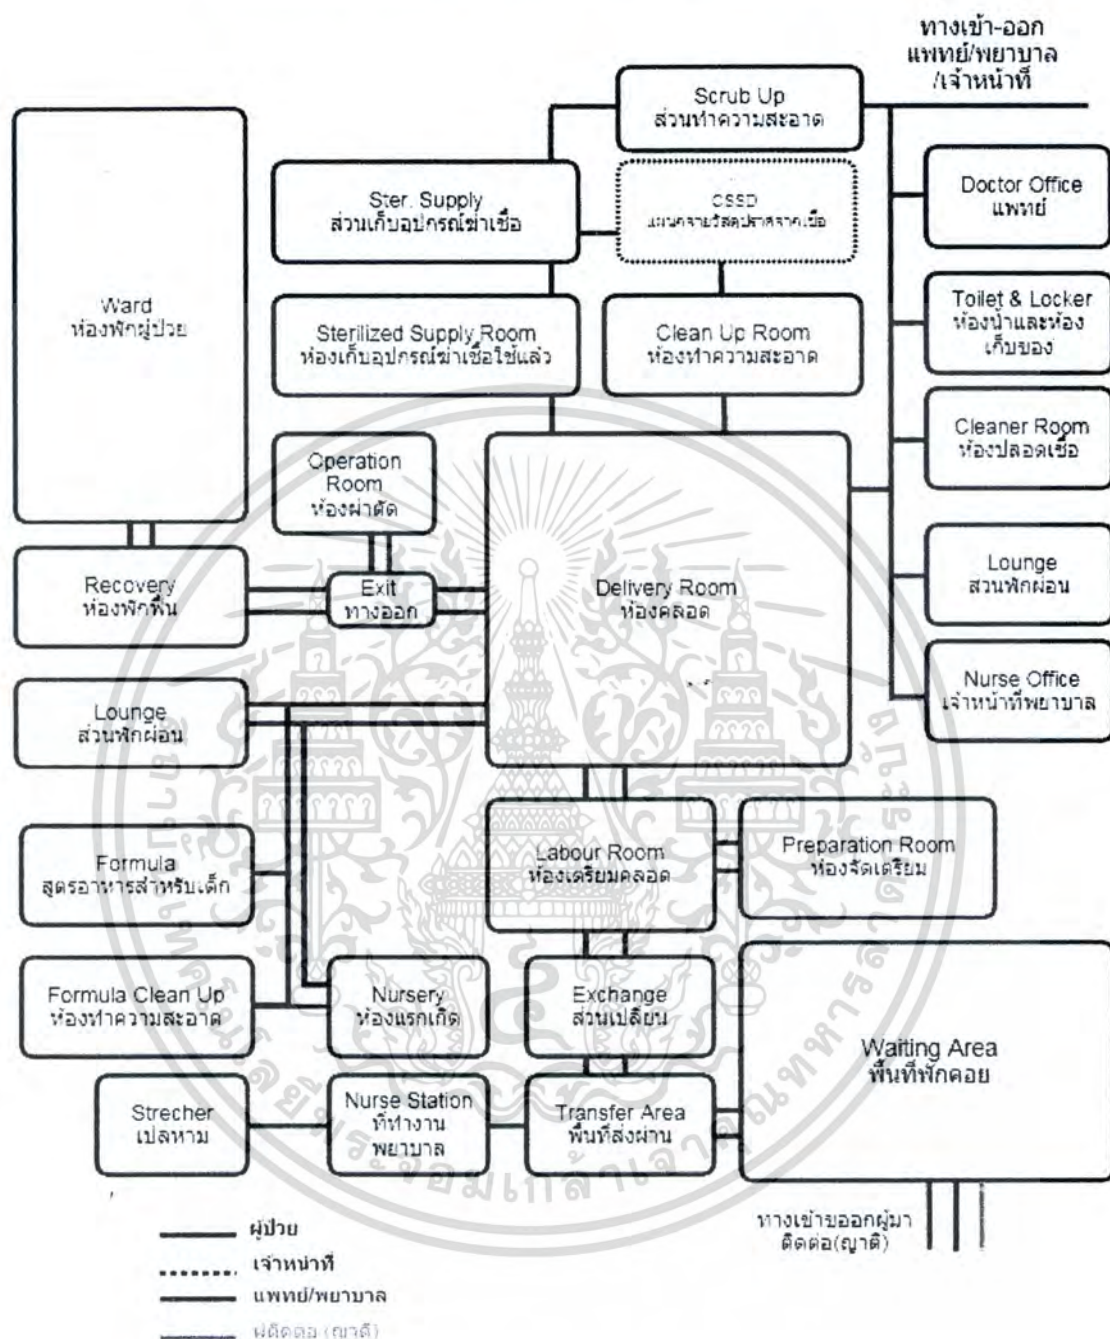 ทางเข้า-ออก
แพทย์/พยาบาล
/เจ้าหน้าที่
Scrub Up
ส่วนทำความสะอาด
Ster. Supply
ส่วนเก็บอุปกรณ์ฆ่าเชื้อ
CSSD
Doctor Office
แพทย์
Ward
ห้องพักผู้ป่วย
Sterilized Supply Room
ห้องเก็บอุปกรณ์ฆ่าเชื้อใช้แล้ว
Clean Up Room
ห้องทำความสะอาด
Toilet & Locker
ห้องน้ำและห้อง
เก็บของ
Cleaner Room
ห้องปลอดเชื้อ
Operation
Room
ห้องผ่าตัด
Recovery
ห้องพักฟื้น
Exit
ทางออก
Delivery Room
ห้องคลอด
Lounge
ส่วนพักผ่อน
Nurse Office
เจ้าหน้าที่พยาบาล
Lounge
ส่วนพักผ่อน
Formula
สูตรอาหารสำหรับเด็ก
Labour Room
ห้องเตรียมคลอด
Preparation Room
ห้องจัดเตรียม
Formula Clean Up
ห้องทำความสะอาด
Nursery
ห้องแรกเกิด
Exchange
ส่วนเปลี่ยน
Waiting Area
พื้นที่พักคอย
Strecher
เปลหาม
Nurse Station
ที่ทำงาน
พยาบาล
Transfer Area
พื้นที่ส่งผ่าน
ทางเข้าขออกผู้มา
ติดต่อ(ญาติ)
ผู้ป่วย
เจ้าหน้าที่
แพทย์/พยาบาล
ผู้ติดต่อ (ญาติ)